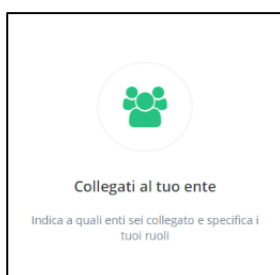 Collegati al tuo ente
Indica a quali enti sei collegato e specifica i
tuoi ruoli